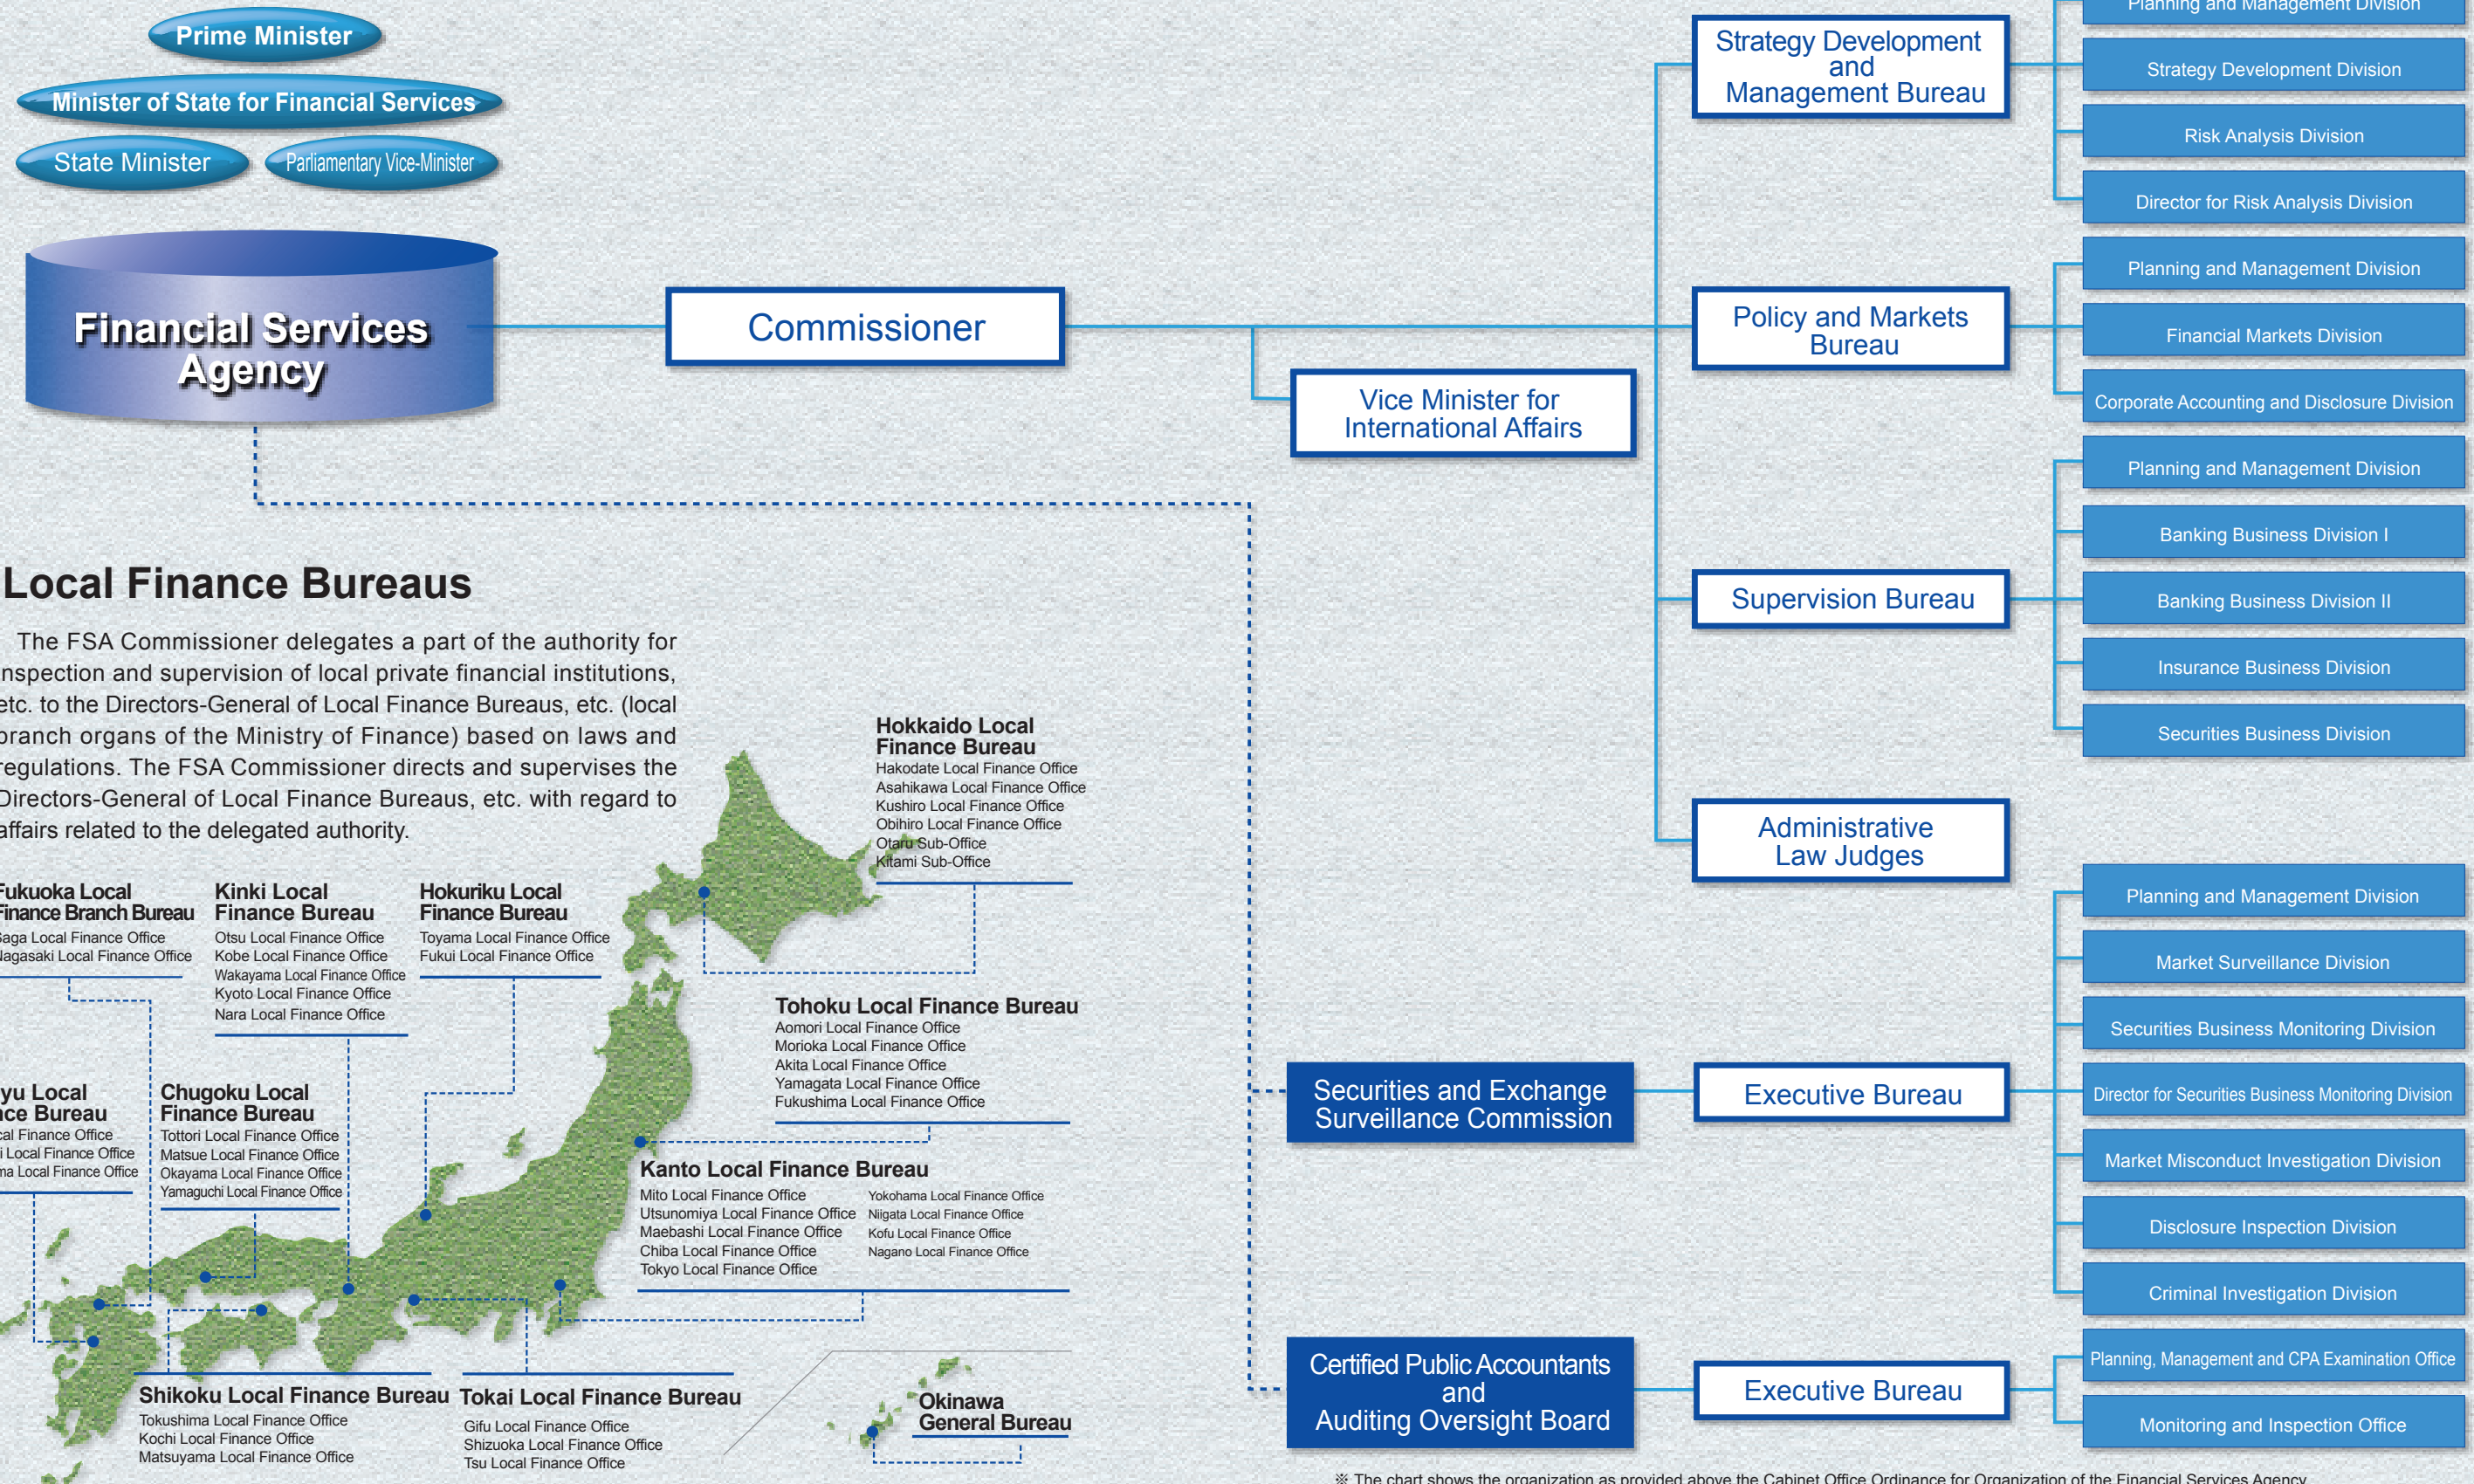 Prime Minister
Minister of State for Financial Services
State Minister
Parliamentary Vice-Minister
Financial Services
Agency
Commissioner
Vice Minister for
International Affairs
Strategy Development
and
Management Bureau
Planning and Management Division
Strategy Development Division
Risk Analysis Division
Director for Risk Analysis Division
Policy and Markets
Bureau
Planning and Management Division
Financial Markets Division
Corporate Accounting and Disclosure Division
Supervision Bureau
Planning and Management Division
Banking Business Division I
Banking Business Division II
Insurance Business Division
Securities Business Division
Administrative
Law Judges
Securities and Exchange
Surveillance Commission
Executive Bureau
Planning and Management Division
Market Surveillance Division
Securities Business Monitoring Division
Director for Securities Business Monitoring Division
Market Misconduct Investigation Division
Disclosure Inspection Division
Criminal Investigation Division
Certified Public Accountants
and
Auditing Oversight Board
Executive Bureau
Planning, Management and CPA Examination Office
Monitoring and Inspection Office
Local Finance Bureaus
The FSA Commissioner delegates a part of the authority for
inspection and supervision of local private financial institutions,
etc. to the Directors-General of Local Finance Bureaus, etc. (local
branch organs of the Ministry of Finance) based on laws and
regulations. The FSA Commissioner directs and supervises the
Directors-General of Local Finance Bureaus, etc. with regard to
affairs related to the delegated authority.
Hokkaido Local
Finance Bureau
Hakodate Local Finance Office
Asahikawa Local Finance Office
Kushiro Local Finance Office
Obihiro Local Finance Office
Otaru Sub-Office
Kitami Sub-Office
Fukuoka Local
Finance Branch Bureau
Saga Local Finance Office
Nagasaki Local Finance Office
Kinki Local
Finance Bureau
Otsu Local Finance Office
Kobe Local Finance Office
Wakayama Local Finance Office
Kyoto Local Finance Office
Nara Local Finance Office
Hokuriku Local
Finance Bureau
Toyama Local Finance Office
Fukui Local Finance Office
Tohoku Local Finance Bureau
Aomori Local Finance Office
Morioka Local Finance Office
Akita Local Finance Office
Yamagata Local Finance Office
Fukushima Local Finance Office
yu Local
nce Bureau
cal Finance Office
i Local Finance Office
ma Local Finance Office
Chugoku Local
Finance Bureau
Tottori Local Finance Office
Matsue Local Finance Office
Okayama Local Finance Office
Yamaguchi Local Finance Office
Kanto Local Finance Bureau
Mito Local Finance Office
Utsunomiya Local Finance Office
Maebashi Local Finance Office
Chiba Local Finance Office
Tokyo Local Finance Office
Yokohama Local Finance Office
Niigata Local Finance Office
Kofu Local Finance Office
Nagano Local Finance Office
Shikoku Local Finance Bureau
Tokushima Local Finance Office
Kochi Local Finance Office
Matsuyama Local Finance Office
Tokai Local Finance Bureau
Gifu Local Finance Office
Shizuoka Local Finance Office
Tsu Local Finance Office
Okinawa
General Bureau
※ The chart shows the organization as provided above the Cabinet Office Ordinance for Organization of the Financial Services Agency